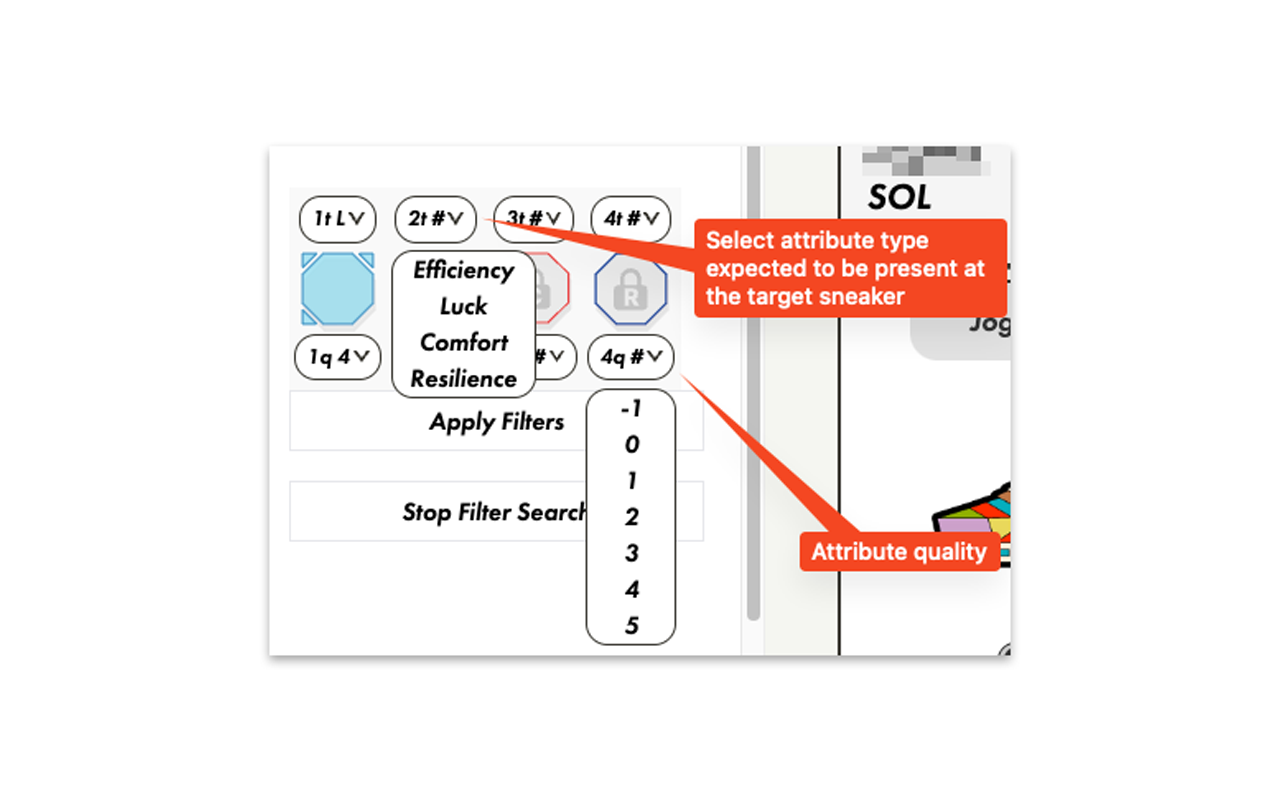 SOL
1t L
2t #
3t #
4t #
Select attribute type
expected to be present at
the target sneaker
Efficiency
Luck
Comfort
Resilience
R
Jog
1q 4
#
4q #
Apply Filters
-1
0
1
2
3
4
5
Stop Filter Search
Attribute quality